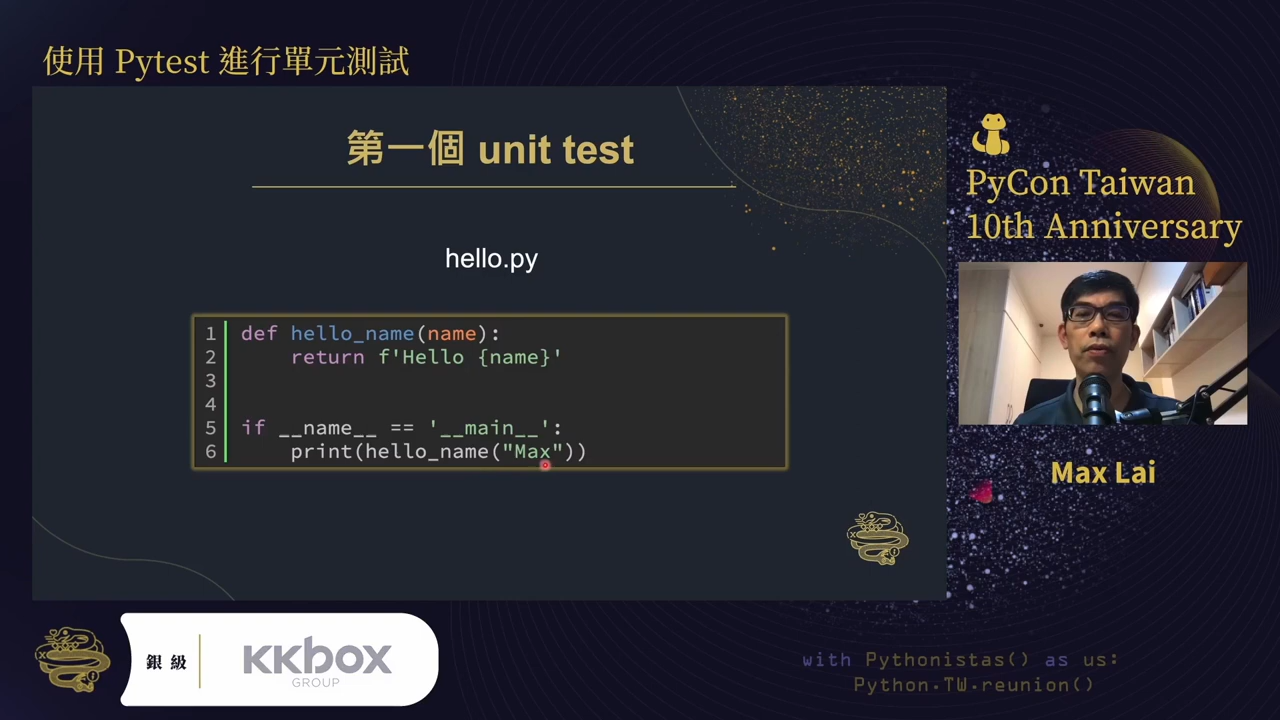 使用 Pytest 進行單元測試
第一個 unit test
hello.py
1 def hello_name(name):
2     return f'Hello {name}'
3
4
5 if __name__ == '__main__':
6     print(hello_name("Max"))
PyCon Taiwan
10th Anniversary
Max Lai
銀級
KKBOX
GROUP
with Pythonistas() as us:
Python.TW.reunion()